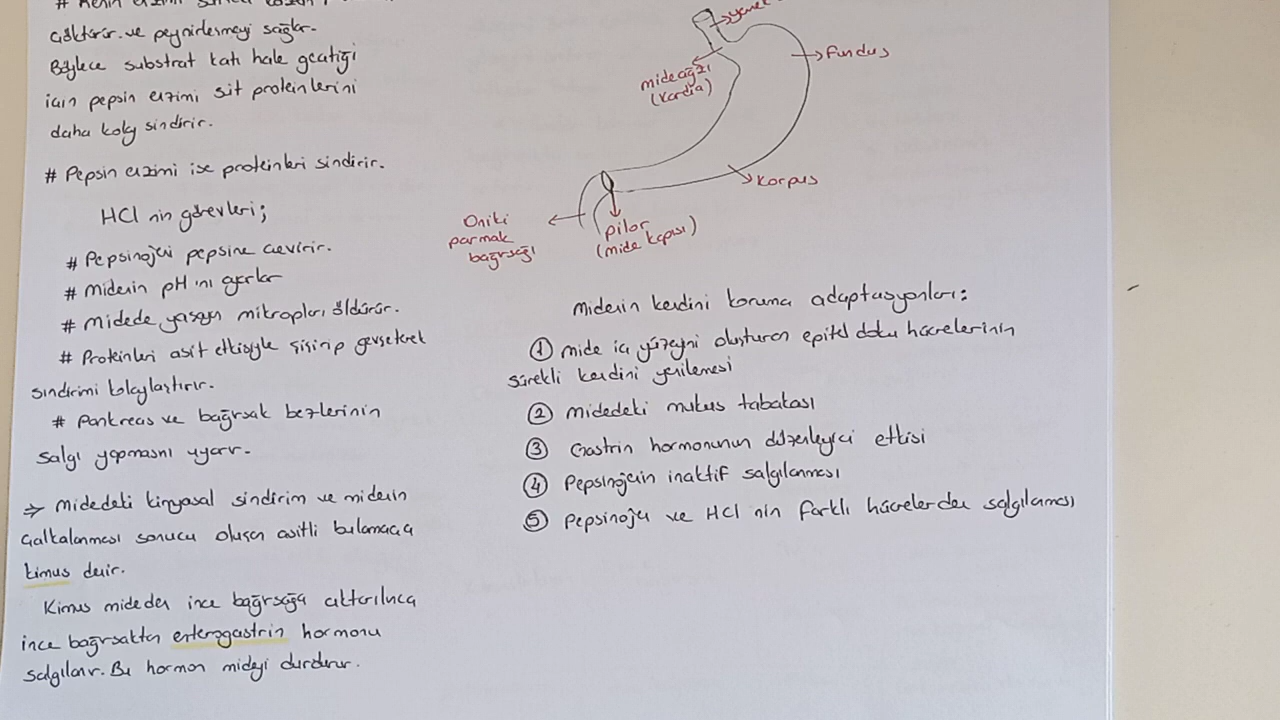 çöktürür. ve peynirleşmeyi sağlar.
Böylece substrat katı hale geçtiği
için pepsin enzimi süt proteinlerini
daha kolay sindirir.
# Pepsin enzimi ise proteinleri sindirir.
HCl nin görevleri;
# Pepsinojeni pepsine çevirir.
# Midenin pH ını ayarlar
# Midede yaşayan mikropları öldürür.
# Proteinleri asit etkisiyle şişirip gevşeterek
sindirimi kolaylaştırır.
# Pankreas ve bağırsak bezlerinin
salgı yapmasını uyarır.
⇒ Midedeki kimyasal sindirim ve midenin
çalkalanması sonucu oluşan asitli bulamaca
kimus denir.
Kimus mideden ince bağırsağa aktarılınca
ince bağırsaktan enterogastrin hormonu
salgılanır. Bu hormon mideyi durdurur.
mide ağzı
(Kardia)
Fundus
Korpus
Pilor
(mide kapısı)
Oniki
parmak
bağırsağı
Midenin kendini koruma adaptasyonları:
① mide iç yüzeyini oluşturan epitel doku hücrelerinin
sürekli kendini yenilemesi
② midedeki mukus tabakası
③ Gastrin hormonunun düzenleyici etkisi
④ Pepsinojenin inaktif salgılanması
⑤ Pepsinojen ve HCl nin farklı hücrelerden salgılanması